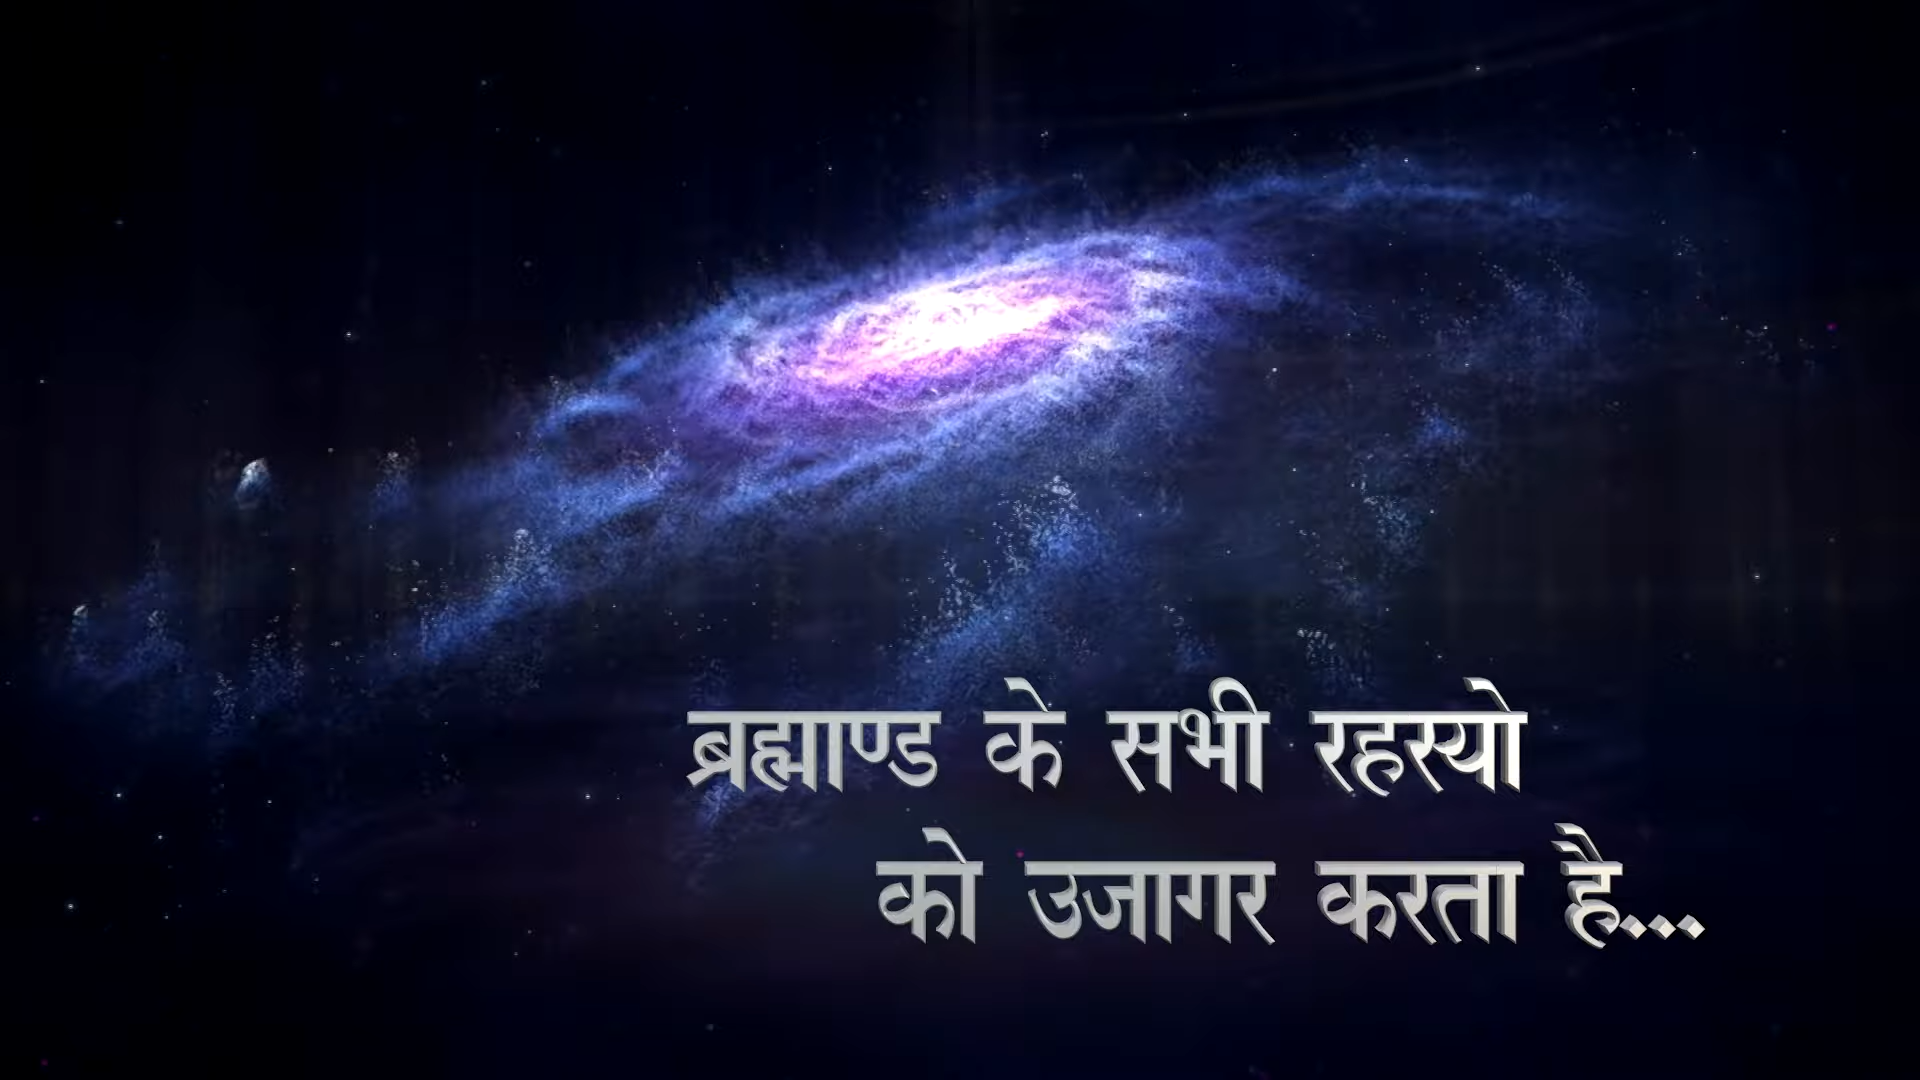 ब्रह्माण्ड के सभी रहस्यो
को उजागर करता है...